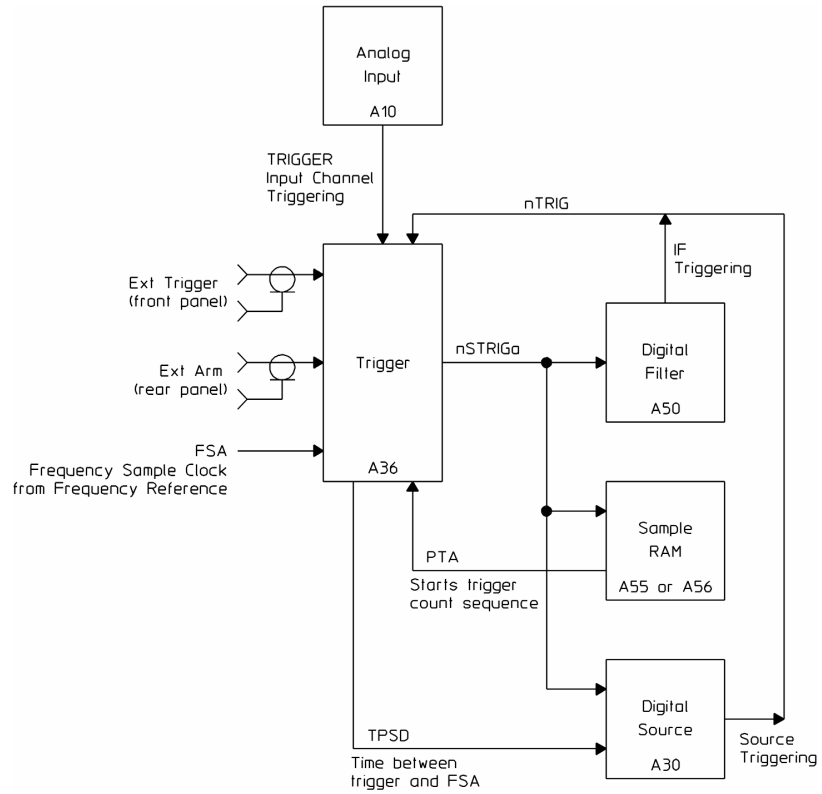 Analog
Input
A10
TRIGGER
Input Channel
Triggering
nTRIG
IF
Triggering
Ext Trigger
(front panel)
Ext Arm
(rear panel)
FSA
Frequency Sample Clock
from Frequency Reference
Trigger
A36
nSTRIGa
Digital
Filter
A50
Sample
RAM
A55 or A56
PTA
Starts trigger
count sequence
Digital
Source
A30
TPSD
Time between
trigger and FSA
Source
Triggering